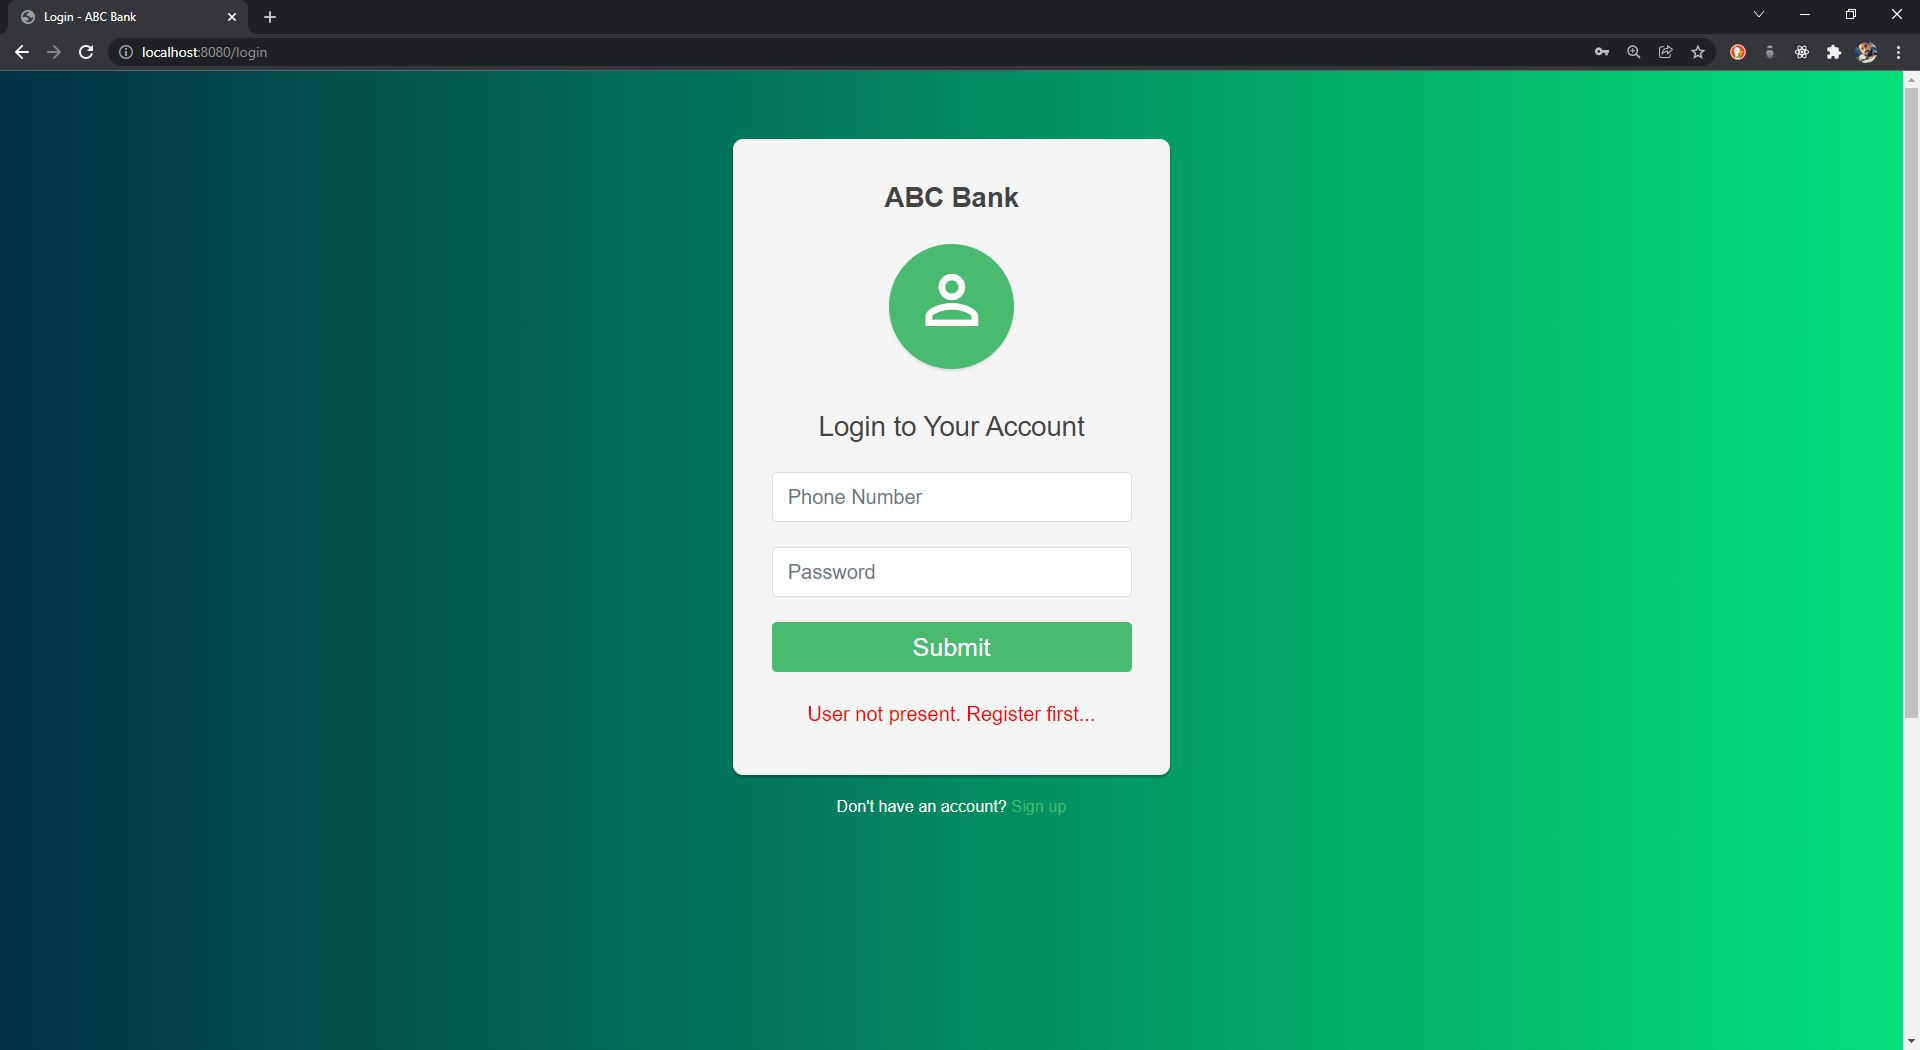 Login - ABC Bank
localhost:8080/login
ABC Bank
Login to Your Account
Phone Number
Password
Submit
User not present. Register first...
Don't have an account? Sign up